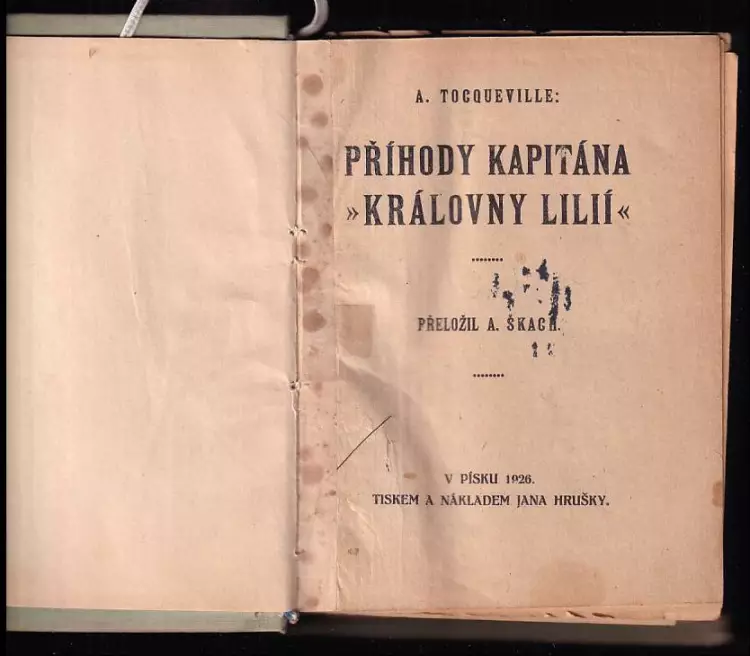 A. TOCQUEVILLE:
PŘÍHODY KAPITÁNA
»KRÁLOVNY LILIÍ«
PŘELOŽIL A. ŠKACH.
V PÍSKU 1926.
TISKEM A NÁKLADEM JANA HRUŠKY.